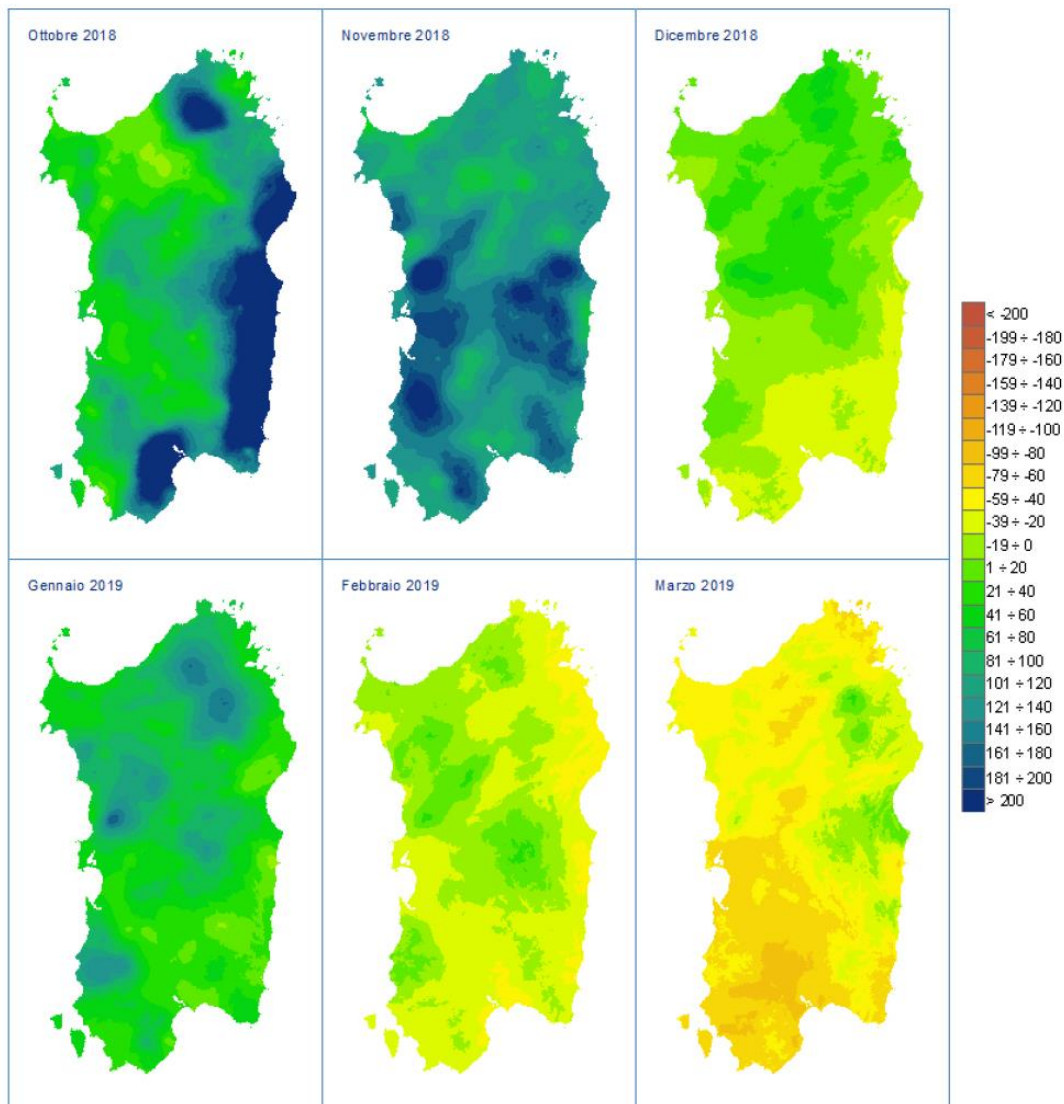 Ottobre 2018
Novembre 2018
Dicembre 2018
Gennaio 2019
Febbraio 2019
Marzo 2019
< -200
-199 ÷ -180
-179 ÷ -160
-159 ÷ -140
-139 ÷ -120
-119 ÷ -100
-99 ÷ -80
-79 ÷ -60
-59 ÷ -40
-39 ÷ -20
-19 ÷ 0
1 ÷ 20
21 ÷ 40
41 ÷ 60
61 ÷ 80
81 ÷ 100
101 ÷ 120
121 ÷ 140
141 ÷ 160
161 ÷ 180
181 ÷ 200
> 200